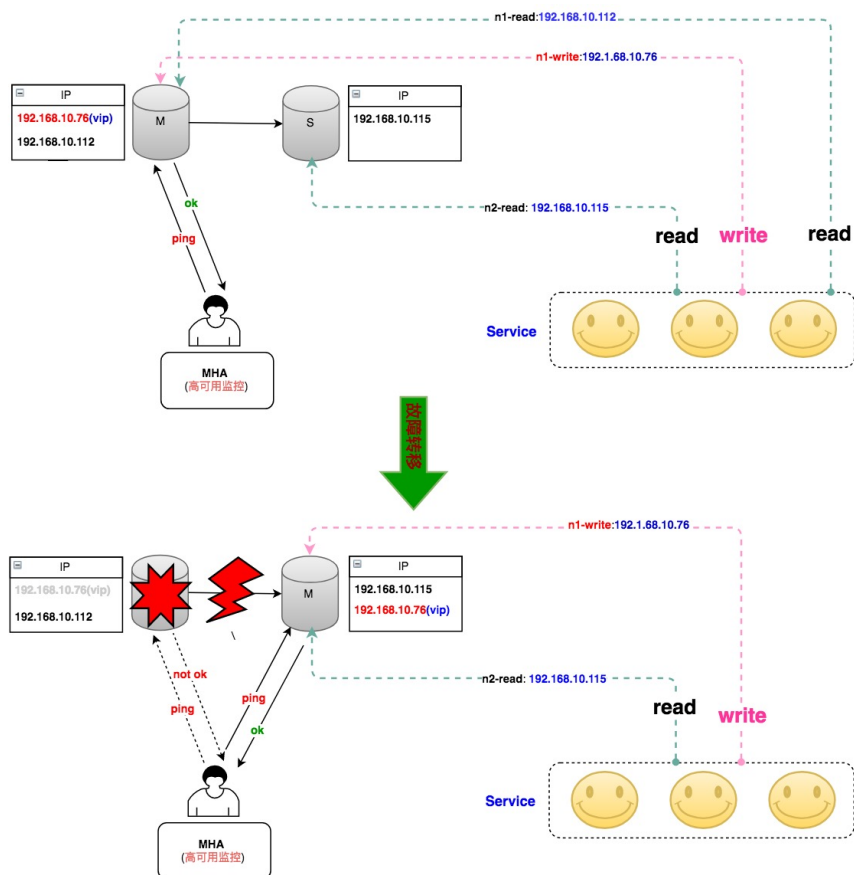 n1-read:192.168.10.112
n1-write:192.1.68.10.76
IP
192.168.10.76(vip)
192.168.10.112
M
S
IP
192.168.10.115
n2-read: 192.168.10.115
ok
ping
read
write
read
Service
MHA
(高可用监控)
故障转移
n1-write:192.1.68.10.76
IP
192.168.10.76(vip)
192.168.10.112
M
IP
192.168.10.115
192.168.10.76(vip)
\
not ok
ping
ping
ok
n2-read: 192.168.10.115
read
write
Service
MHA
(高可用监控)